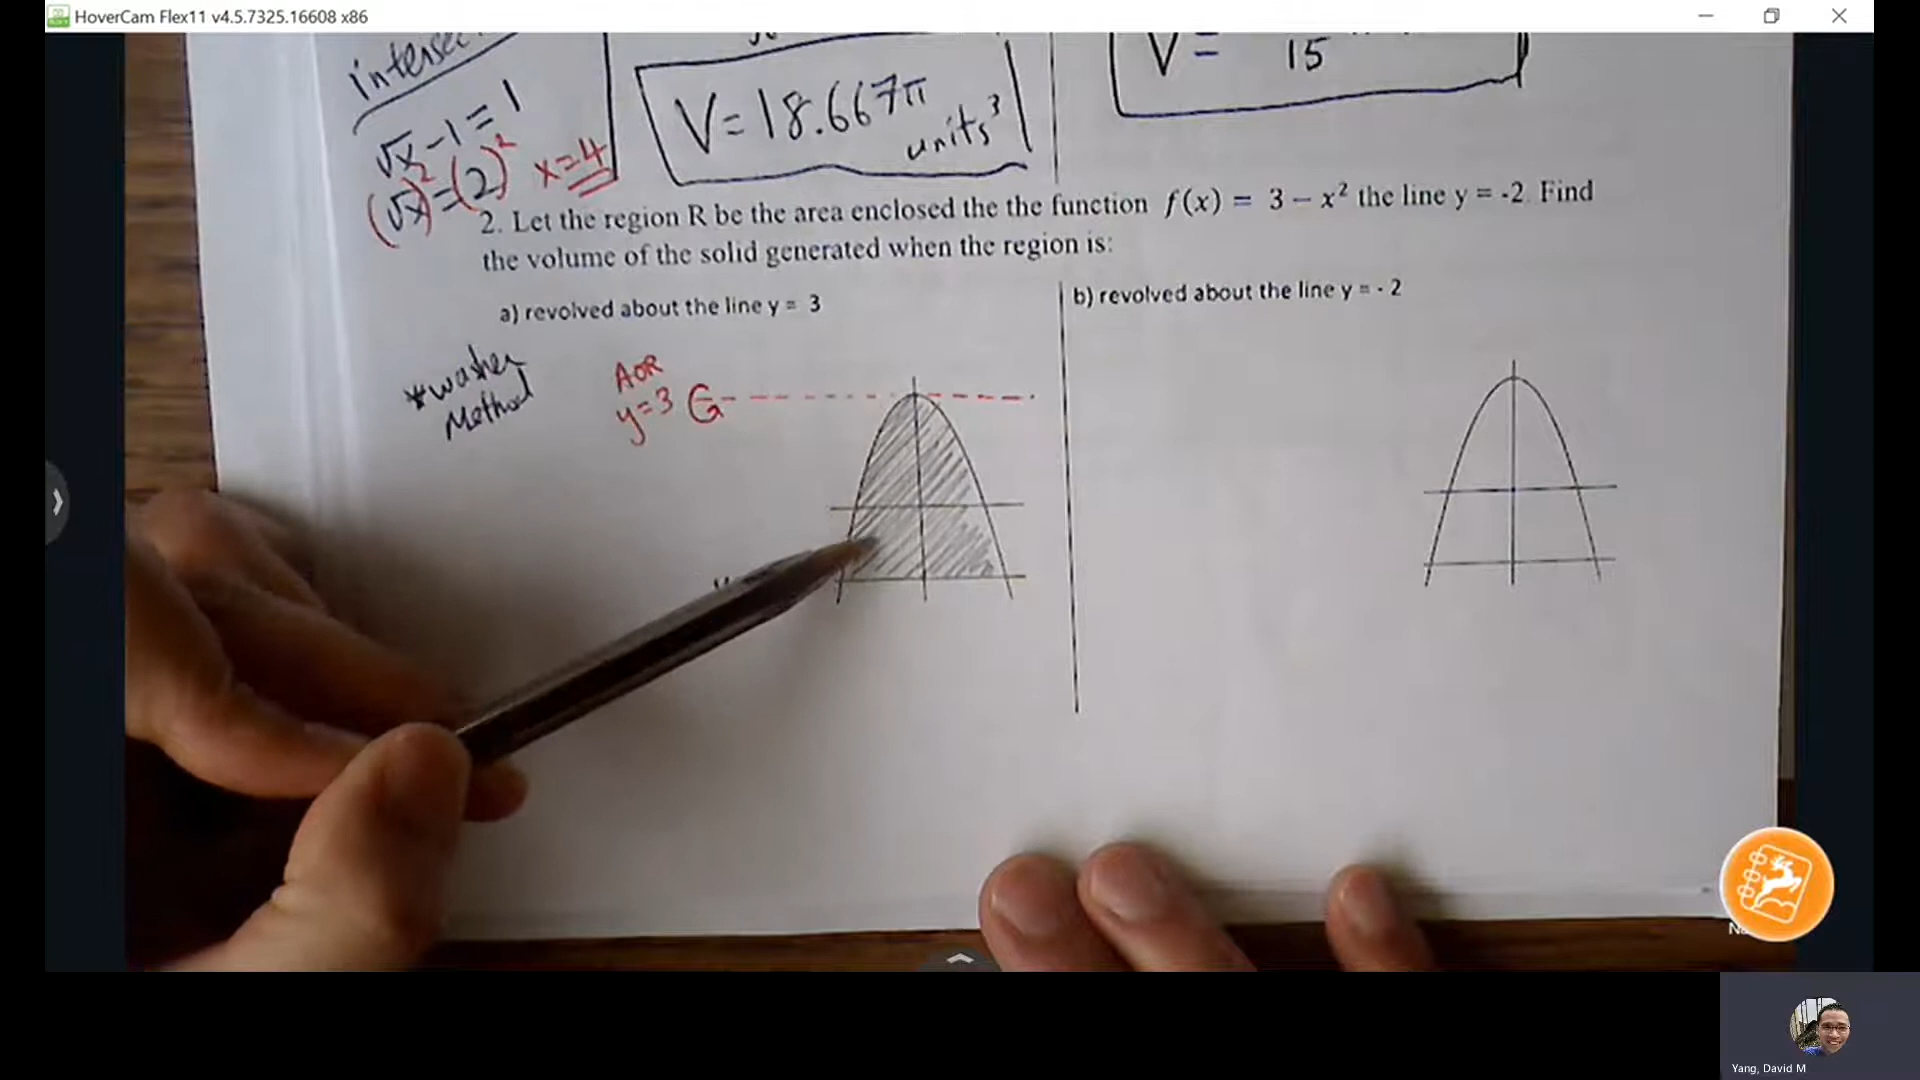 HoverCam Flex11 v4.5.7325.16608 x86
intersec
√x - 1 = 1
(√x)² = (2)² x=4
V = 18.667π
units³
V =
15
2. Let the region R be the area enclosed the the function f(x) = 3 − x² the line y = -2. Find
the volume of the solid generated when the region is:
a) revolved about the line y = 3
*washer
Method
AOR
y=3
b) revolved about the line y = - 2
Yang, David M